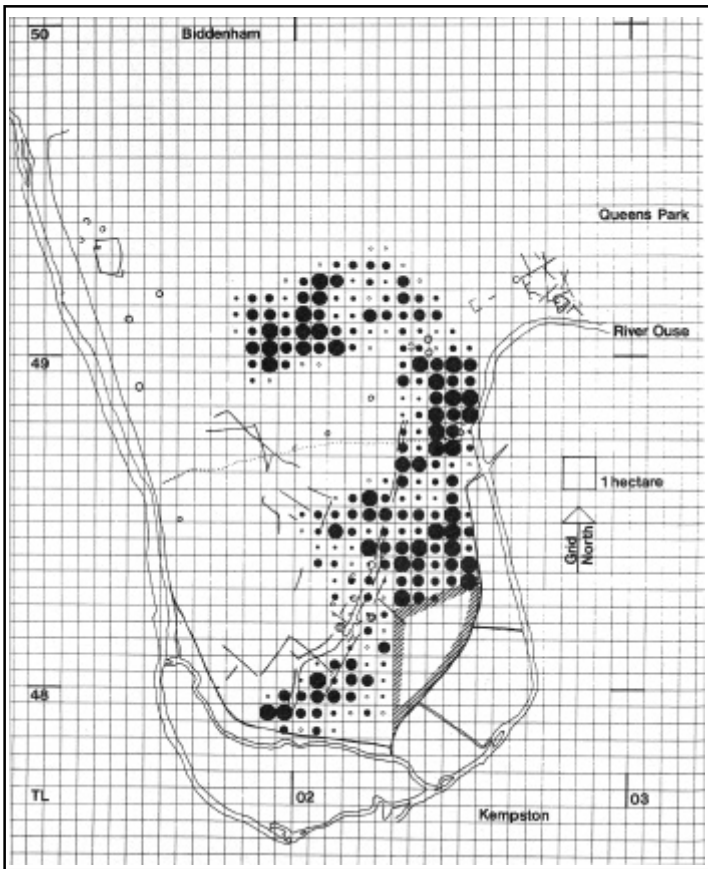 50
Biddenham
Queens Park
River Ouse
49
1 hectare
Grid
North
48
TL
02
03
Kempston